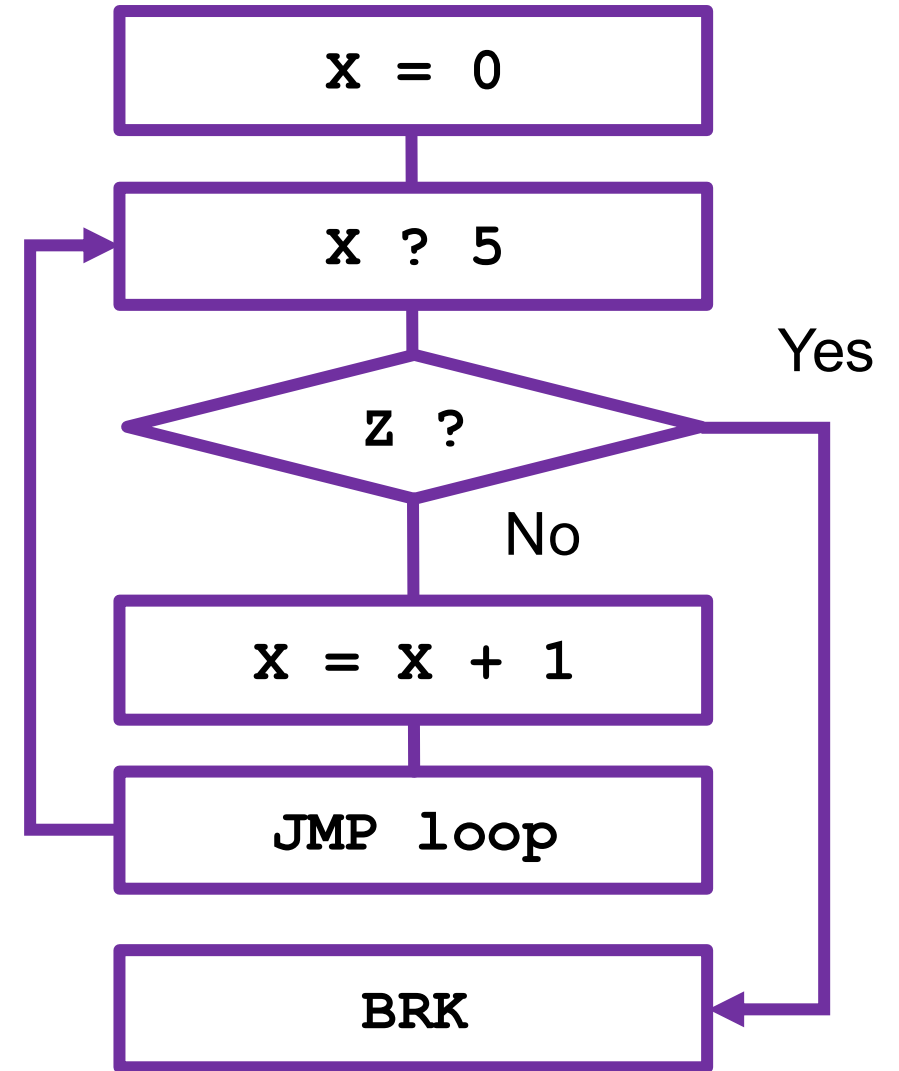 X = 0
X ? 5
Yes
Z ?
No
X = X + 1
JMP loop
BRK